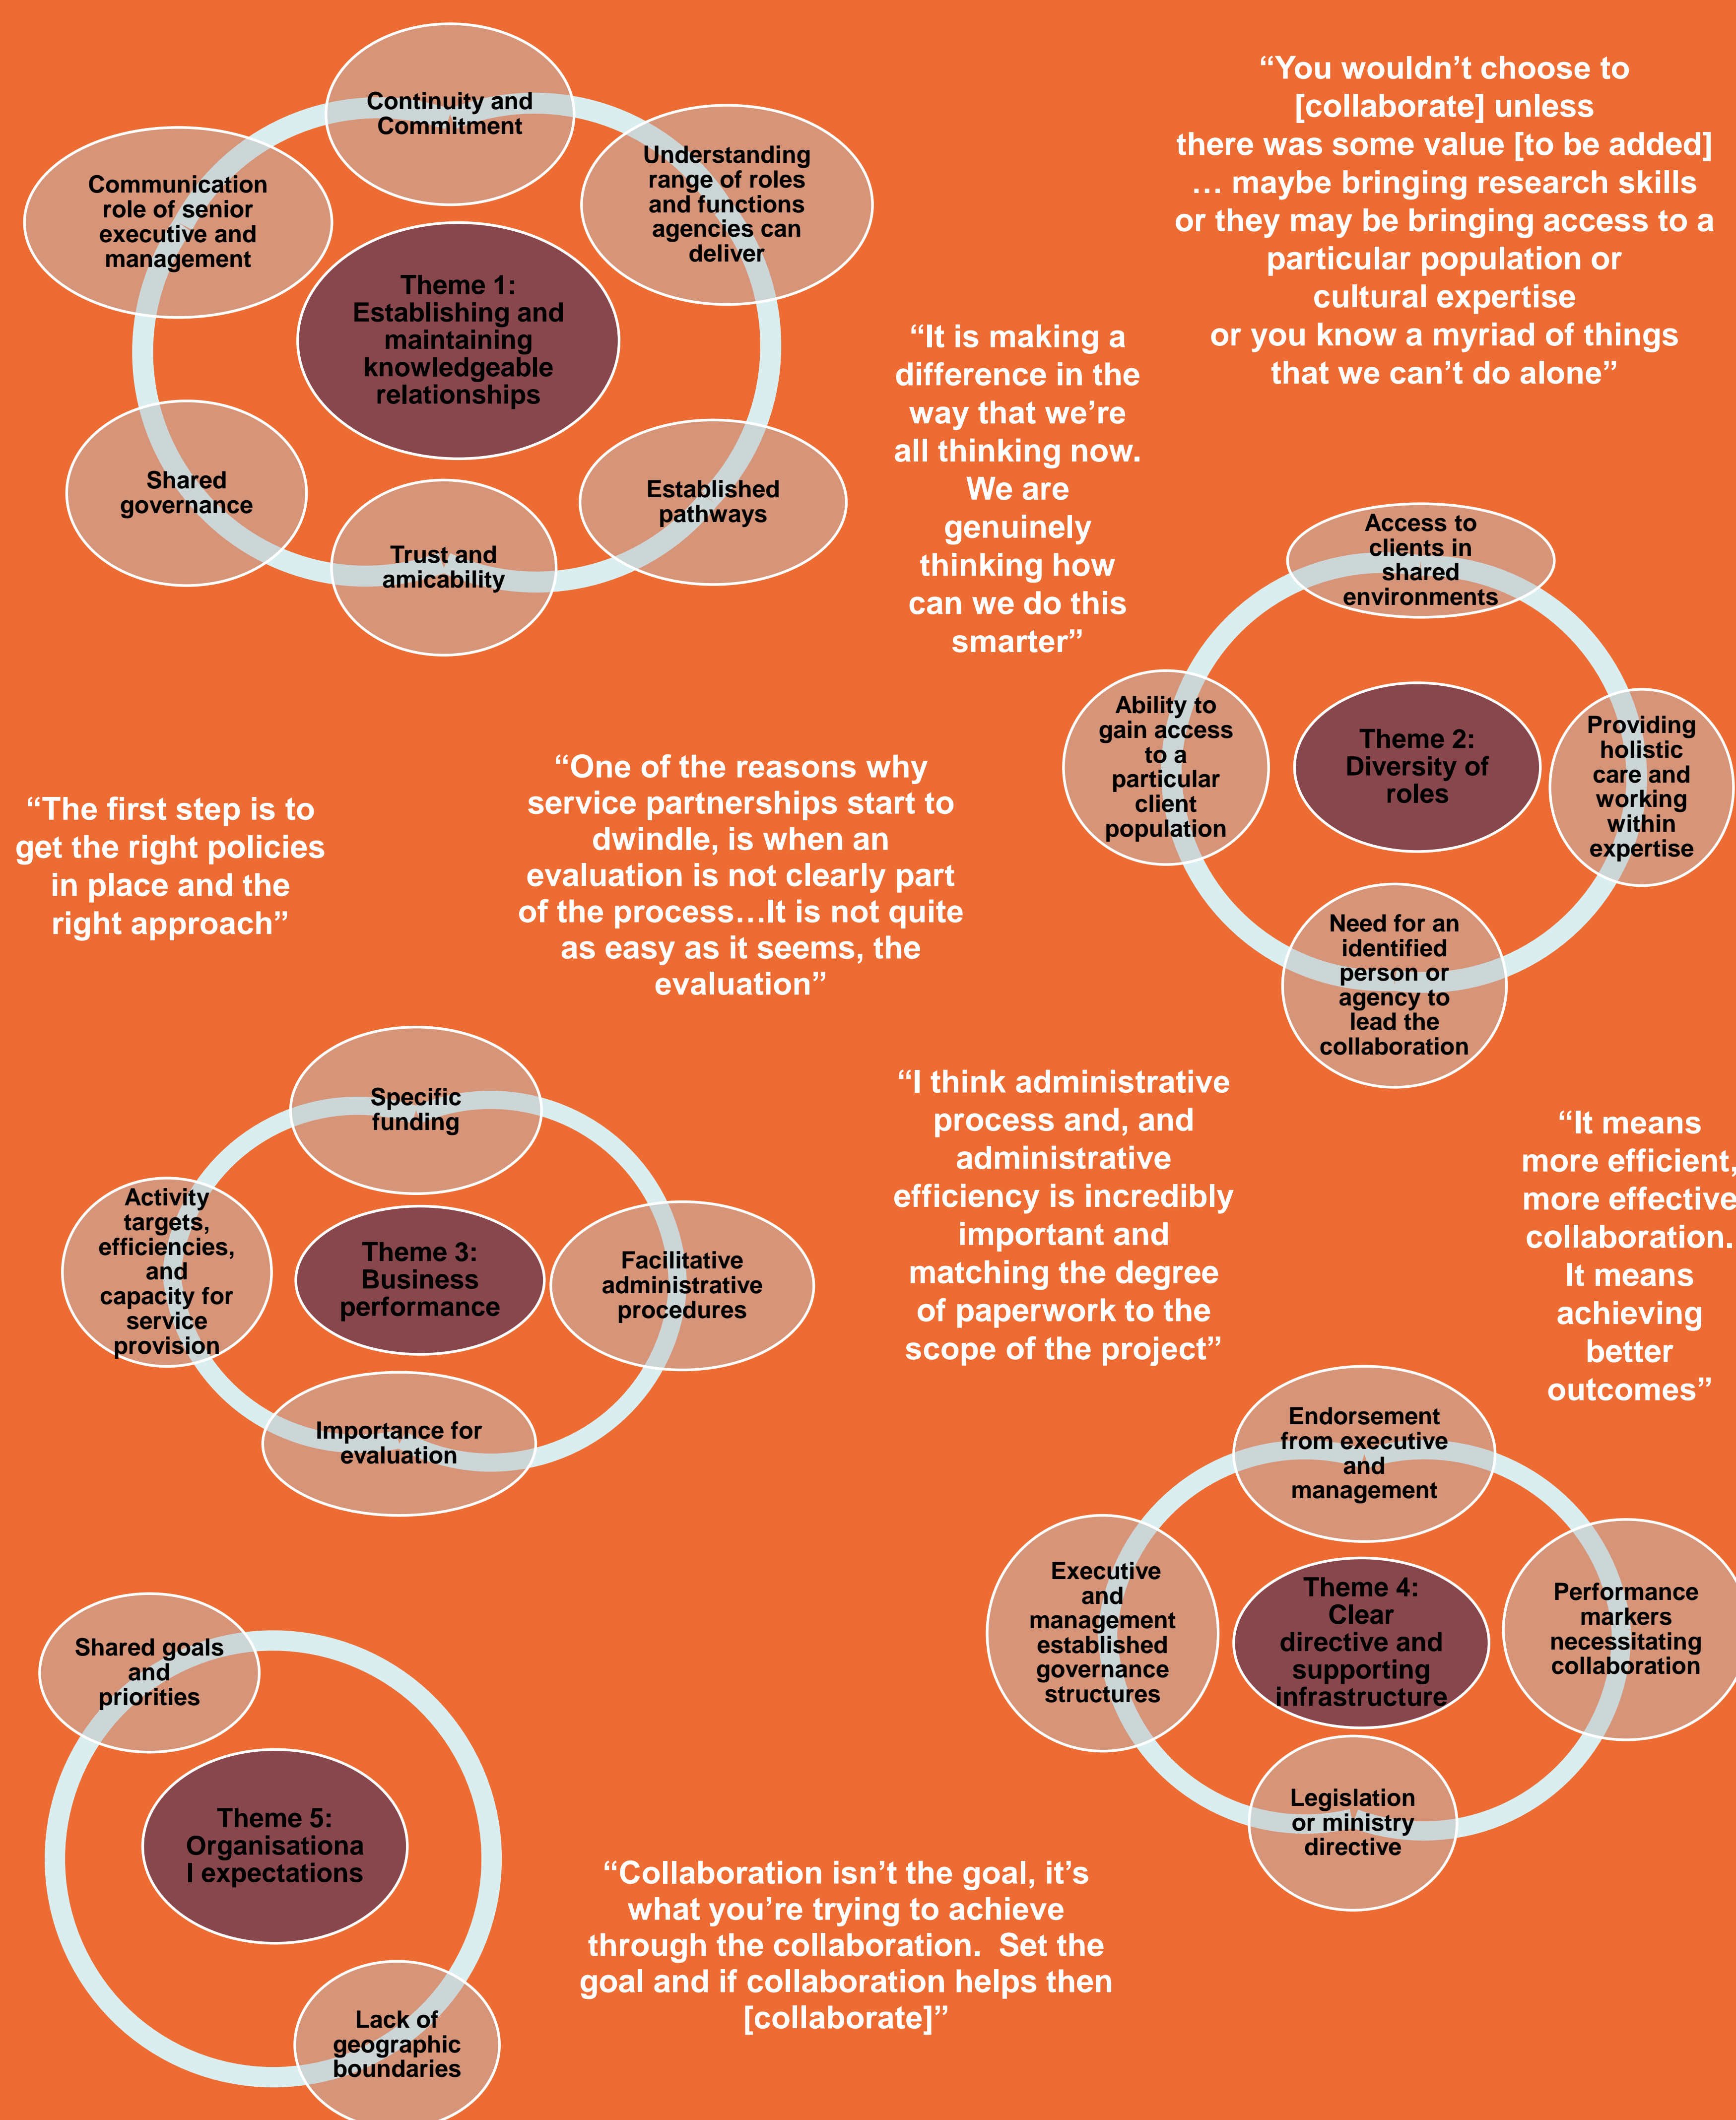 Continuity and
Commitment
Understanding
range of roles
and functions
agencies can
deliver
Communication
role of senior
executive and
management
Theme 1:
Establishing and
maintaining
knowledgeable
relationships
Shared
governance
Trust and
amicability
Established
pathways
“You wouldn’t choose to
[collaborate] unless
there was some value [to be added]
… maybe bringing research skills
or they may be bringing access to a
particular population or
cultural expertise
or you know a myriad of things
that we can’t do alone”
“It is making a
difference in the
way that we’re
all thinking now.
We are
genuinely
thinking how
can we do this
smarter”
Access to
clients in
shared
environments
Ability to
gain access
to a
particular
client
population
Theme 2:
Diversity of
roles
Providing
holistic
care and
working
within
expertise
Need for an
identified
person or
agency to
lead the
collaboration
“The first step is to
get the right policies
in place and the
right approach”
“One of the reasons why
service partnerships start to
dwindle, is when an
evaluation is not clearly part
of the process…It is not quite
as easy as it seems, the
evaluation”
Specific
funding
Activity
targets,
efficiencies,
and
capacity for
service
provision
Theme 3:
Business
performance
Facilitative
administrative
procedures
Importance for
evaluation
“I think administrative
process and, and
administrative
efficiency is incredibly
important and
matching the degree
of paperwork to the
scope of the project”
“It means
more efficient,
more effective
collaboration.
It means
achieving
better
outcomes”
Endorsement
from executive
and
management
Executive
and
management
established
governance
structures
Theme 4:
Clear
directive and
supporting
infrastructure
Performance
markers
necessitating
collaboration
Legislation
or ministry
directive
Shared goals
and
priorities
Theme 5:
Organisationa
l expectations
Lack of
geographic
boundaries
“Collaboration isn’t the goal, it’s
what you’re trying to achieve
through the collaboration.  Set the
goal and if collaboration helps then
[collaborate]”